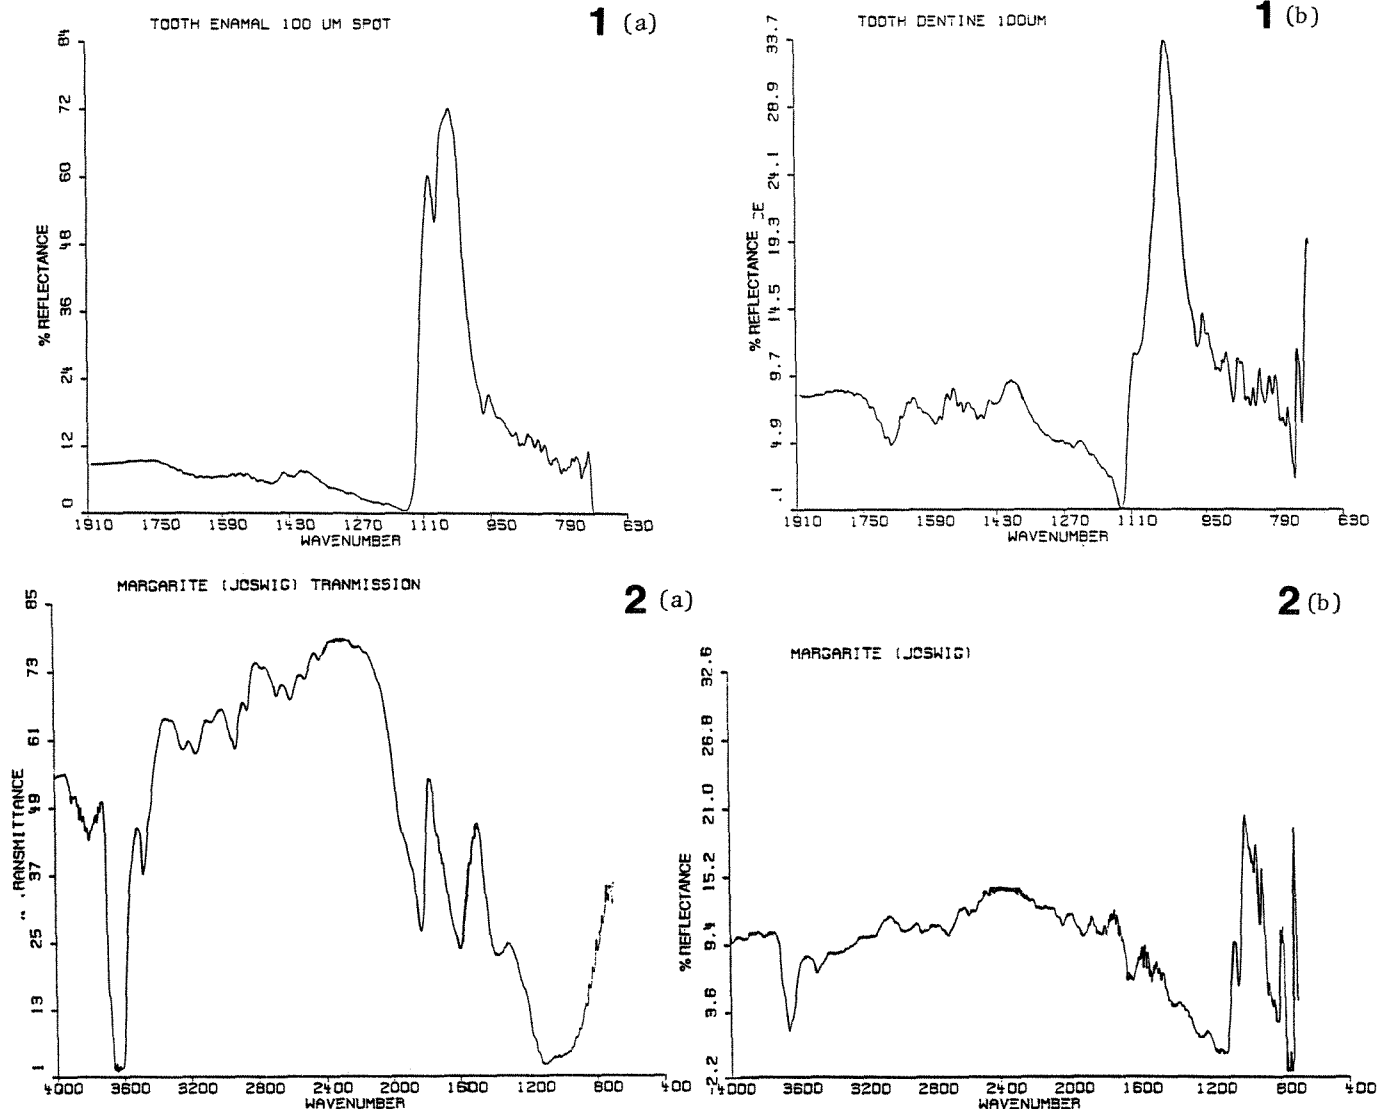 TOOTH ENAMAL 100 UM SPOT
1 (a)
84
72
60
48
36
24
12
0
% REFLECTANCE
1910 1750 1590 1430 1270 1110 950 790 630
WAVENUMBER
TOOTH DENTINE 100UM
1 (b)
33.7
28.9
24.1
19.3
14.5
9.7
4.9
.1
% REFLECTANCE
CE
1910 1750 1590 1430 1270 1110 950 790 630
WAVENUMBER
MARGARITE (JOSWIG) TRANMISSION
2 (a)
85
73
61
49
37
25
13
1
RANSMITTANCE
4000 3600 3200 2800 2400 2000 1600 1200 800 400
WAVENUMBER
MARGARITE (JOSWIG)
2 (b)
32.6
26.8
21.0
15.2
9.4
3.6
-2.2
% REFLECTANCE
4000 3600 3200 2800 2400 2000 1600 1200 800 400
WAVENUMBER